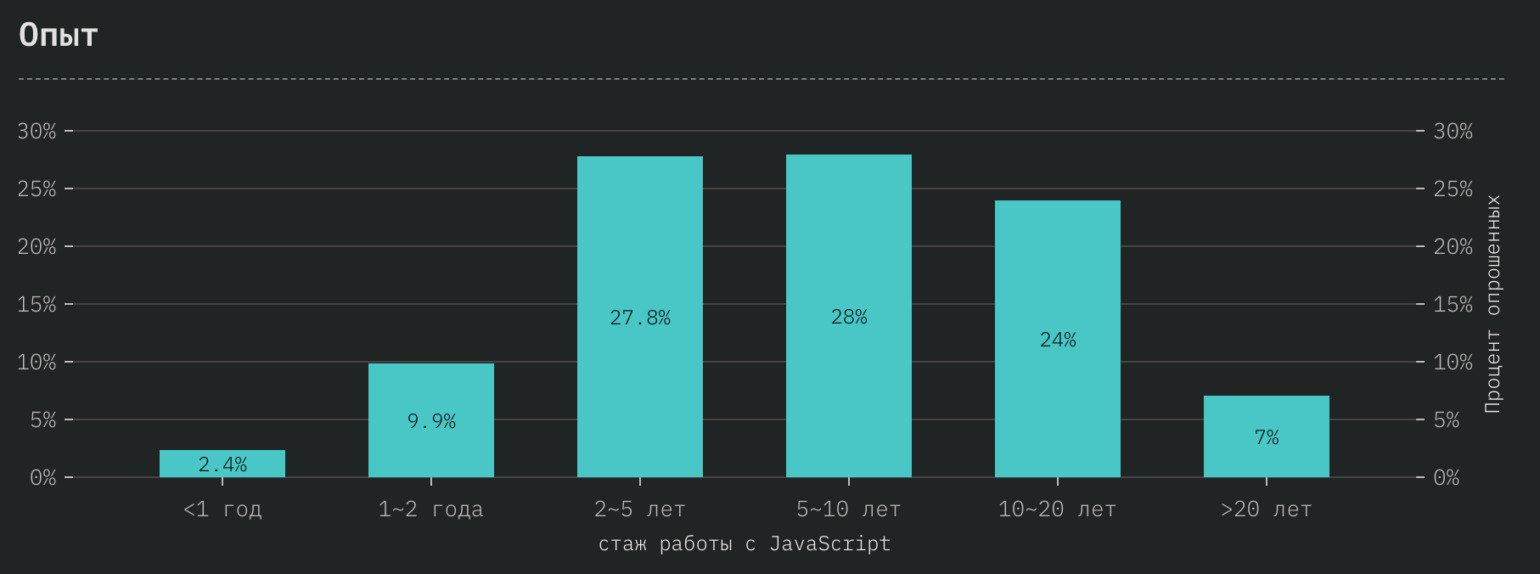 Опыт
30% 30%
25% 25%
20% 20%
15% 15%
10% 10%
5% 5%
0% 0%
2.4% 9.9% 27.8% 28% 24% 7%
<1 год 1~2 года 2~5 лет 5~10 лет 10~20 лет >20 лет
стаж работы с JavaScript
Процент опрошенных